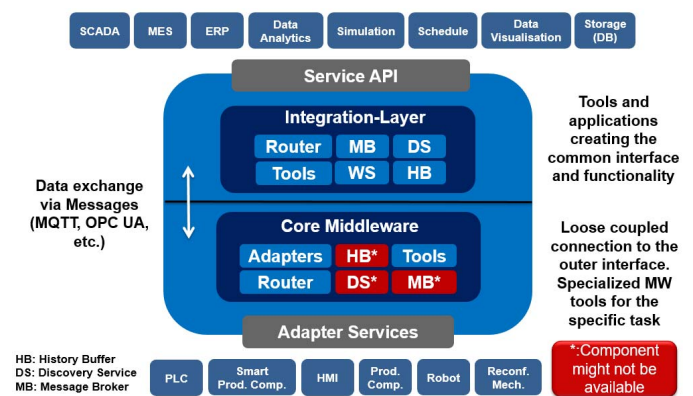 SCADA
MES
ERP
Data
Analytics
Simulation
Schedule
Data
Visualisation
Storage
(DB)
Service API
Integration-Layer
Router MB DS
Tools WS HB
Tools and
applications
creating the
common interface
and functionality
Data exchange
via Messages
(MQTT, OPC UA,
etc.)
Core Middleware
Adapters HB* Tools
Router DS* MB*
Loose coupled
connection to the
outer interface.
Specialized MW
tools for the
specific task
Adapter Services
HB: History Buffer
DS: Discovery Service
MB: Message Broker
PLC
Smart
Prod. Comp.
HMI
Prod.
Comp.
Robot
Reconf.
Mech.
*:Component
might not be
available